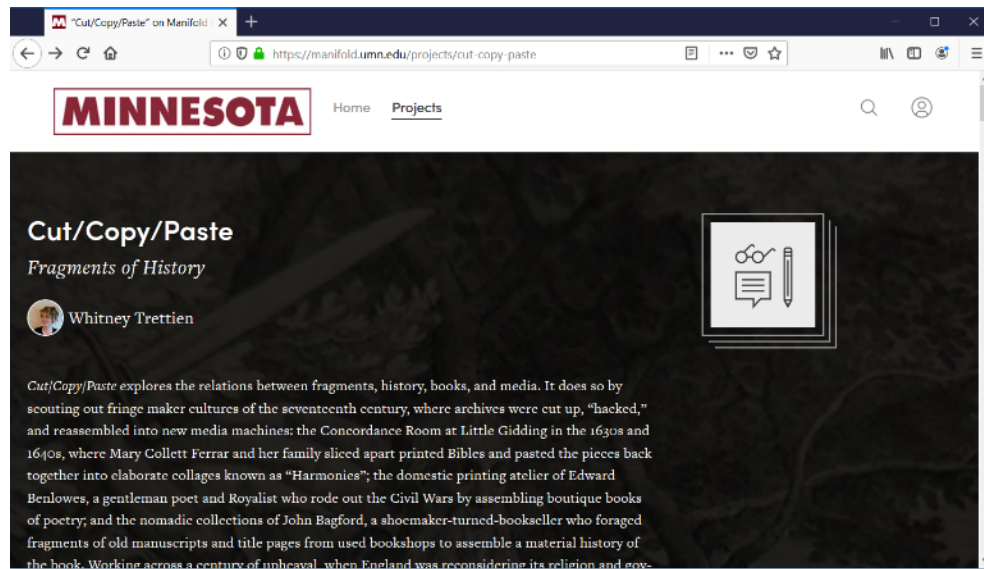 "Cut/Copy/Paste" on Manifold
https://manifold.umn.edu/projects/cut-copy-paste
MINNESOTA
Home Projects
Cut/Copy/Paste
Fragments of History
Whitney Trettien
Cut/Copy/Paste explores the relations between fragments, history, books, and media. It does so by
scouting out fringe maker cultures of the seventeenth century, where archives were cut up, “hacked,”
and reassembled into new media machines: the Concordance Room at Little Gidding in the 1630s and
1640s, where Mary Collett Ferrar and her family sliced apart printed Bibles and pasted the pieces back
together into elaborate collages known as “Harmonies”; the domestic printing atelier of Edward
Benlowes, a gentleman poet and Royalist who rode out the Civil Wars by assembling boutique books
of poetry; and the nomadic collections of John Bagford, a shoemaker-turned-bookseller who foraged
fragments of old manuscripts and title pages from used bookshops to assemble a material history of
the book. Working across a century of upheaval, when England was reconsidering its religion and gov-